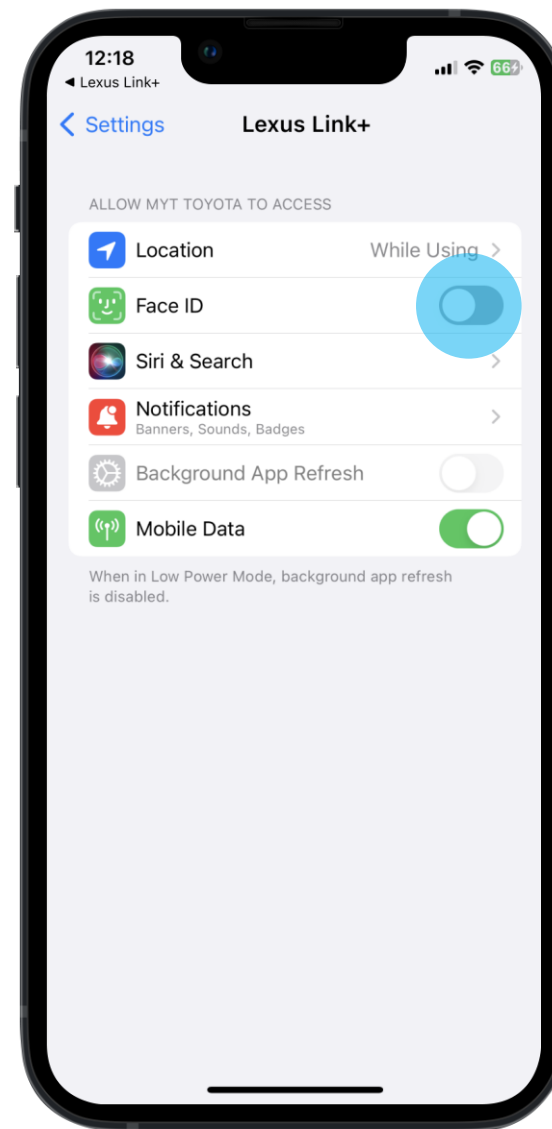 12:18
66
◀ Lexus Link+
Settings
Lexus Link+
ALLOW MYT TOYOTA TO ACCESS
Location While Using
Face ID
Siri & Search
Notifications
Banners, Sounds, Badges
Background App Refresh
Mobile Data
When in Low Power Mode, background app refresh
is disabled.